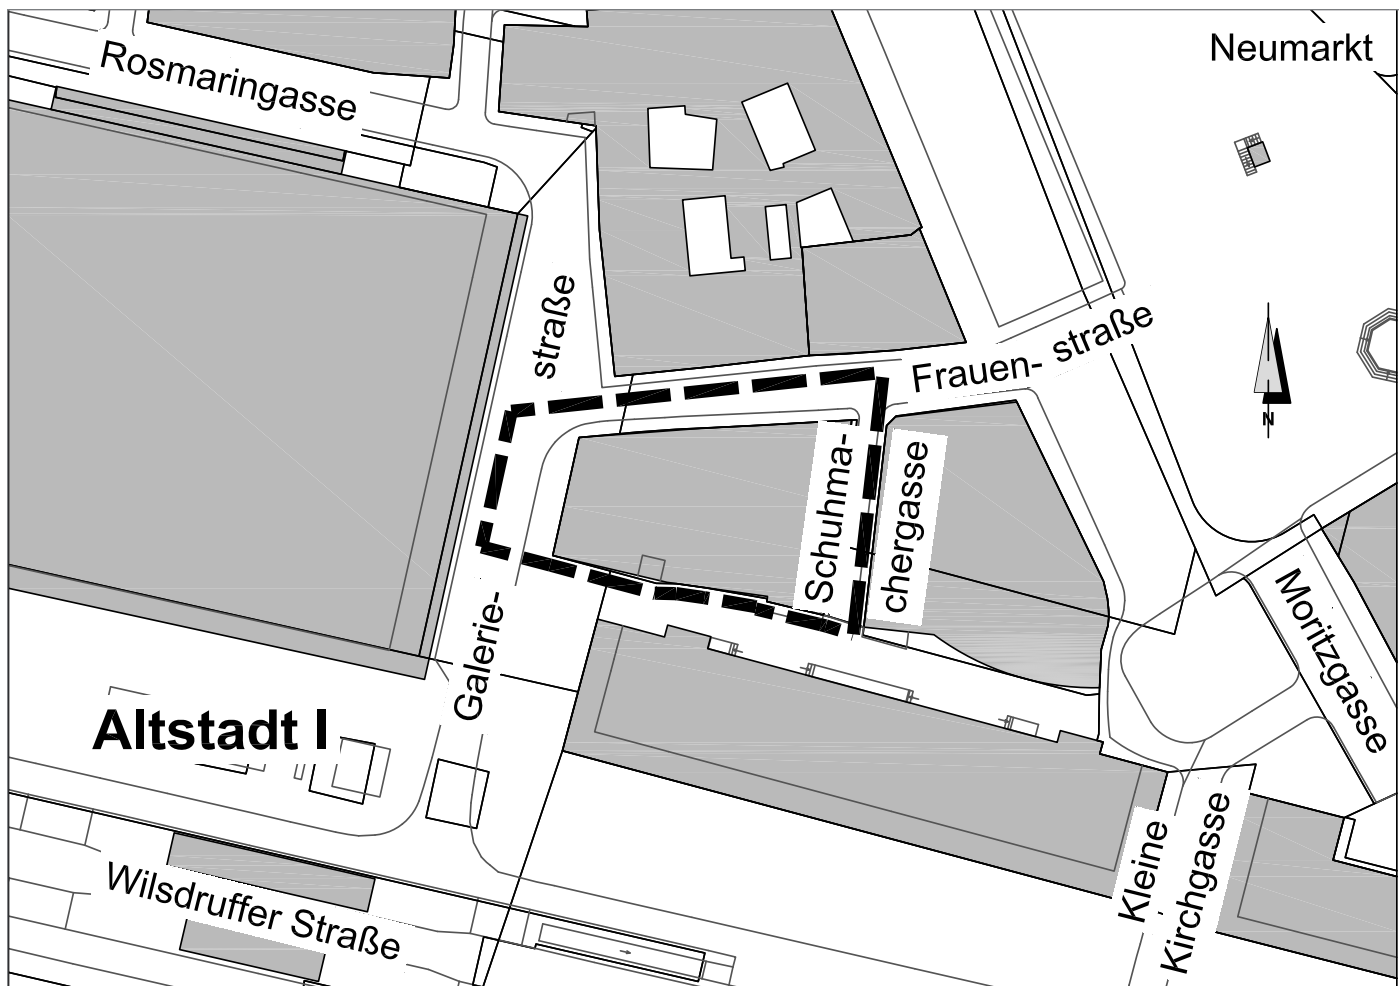 Neumarkt
Rosmaringasse
straße
Frauen- straße
N
Schuhma-
chergasse
Galerie-
Moritzgasse
Altstadt I
Kleine
Kirchgasse
Wilsdruffer Straße